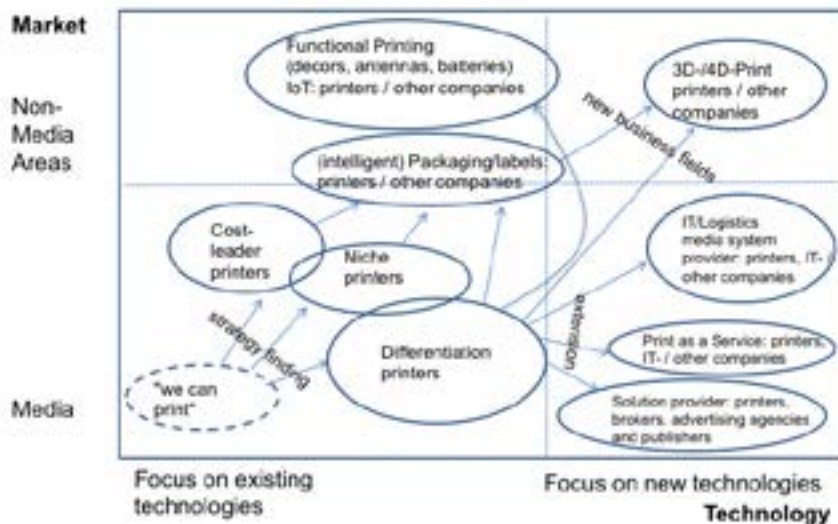 Market
Non-
Media
Areas
Media
Functional Printing
(decors, antennas, batteries)
IoT: printers / other companies
3D-/4D-Print
printers / other
companies
new business fields
(intelligent) Packaging/labels:
printers / other companies
Cost-
leader
printers
Niche
printers
IT/Logistics
media system
provider: printers, IT- /
other companies
strategy finding
extension
Differentiation
printers
Print as a Service: printers,
IT- / other companies
"we can
print"
Solution provider: printers,
brokers, advertising agencies
and publishers
Focus on existing
technologies
Focus on new technologies
Technology